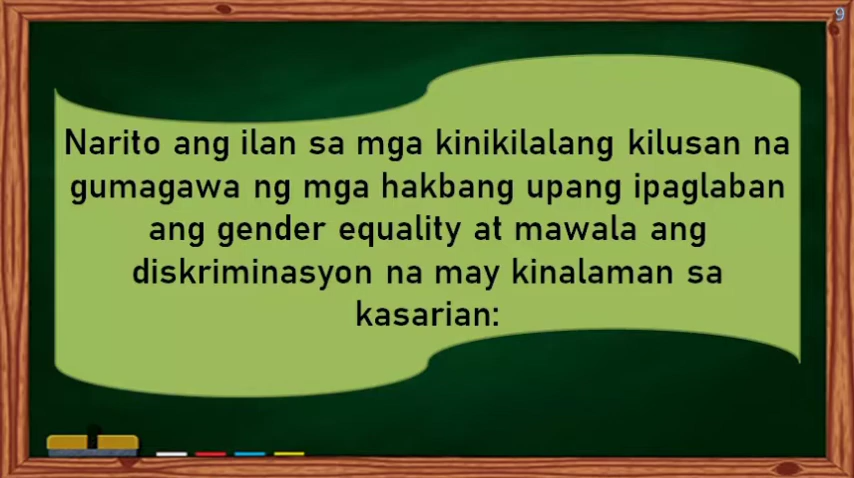 9
Narito ang ilan sa mga kinikilalang kilusan na
gumagawa ng mga hakbang upang ipaglaban
ang gender equality at mawala ang
diskriminasyon na may kinalaman sa
kasarian: